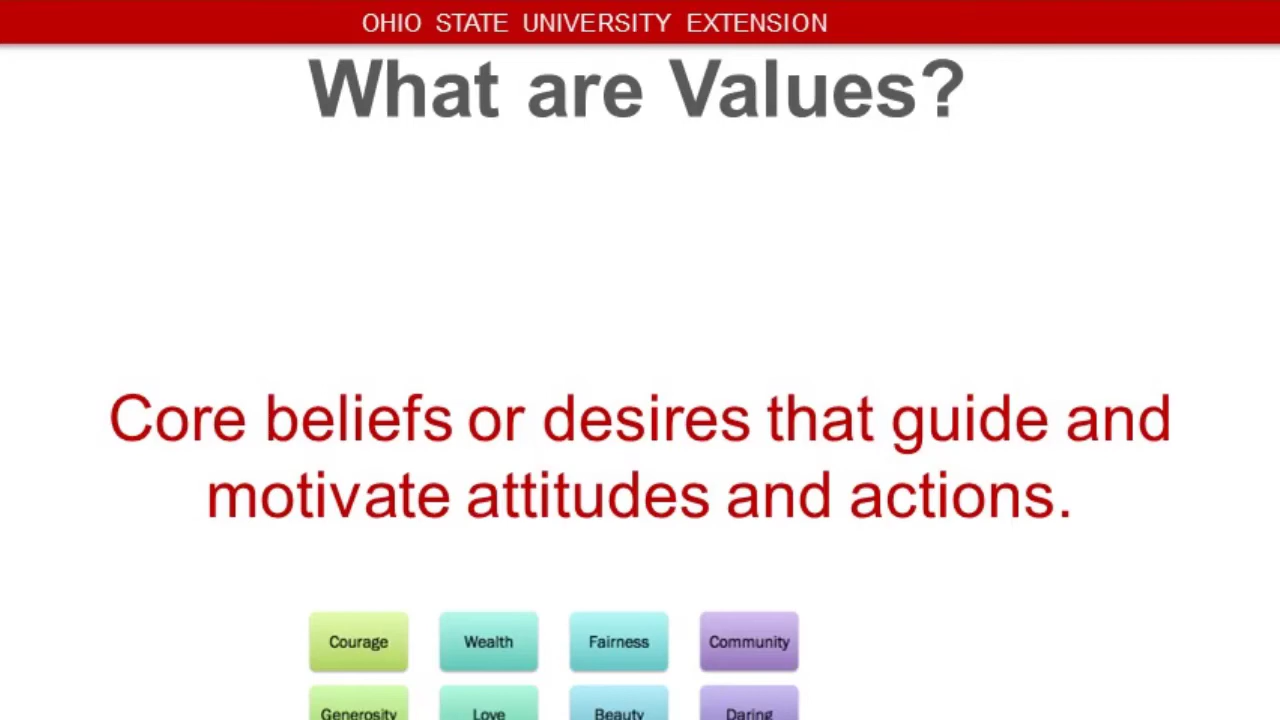 OHIO STATE UNIVERSITY EXTENSION
What are Values?
Core beliefs or desires that guide and
motivate attitudes and actions.
Courage Wealth Fairness Community
Generosity Love Beauty Daring